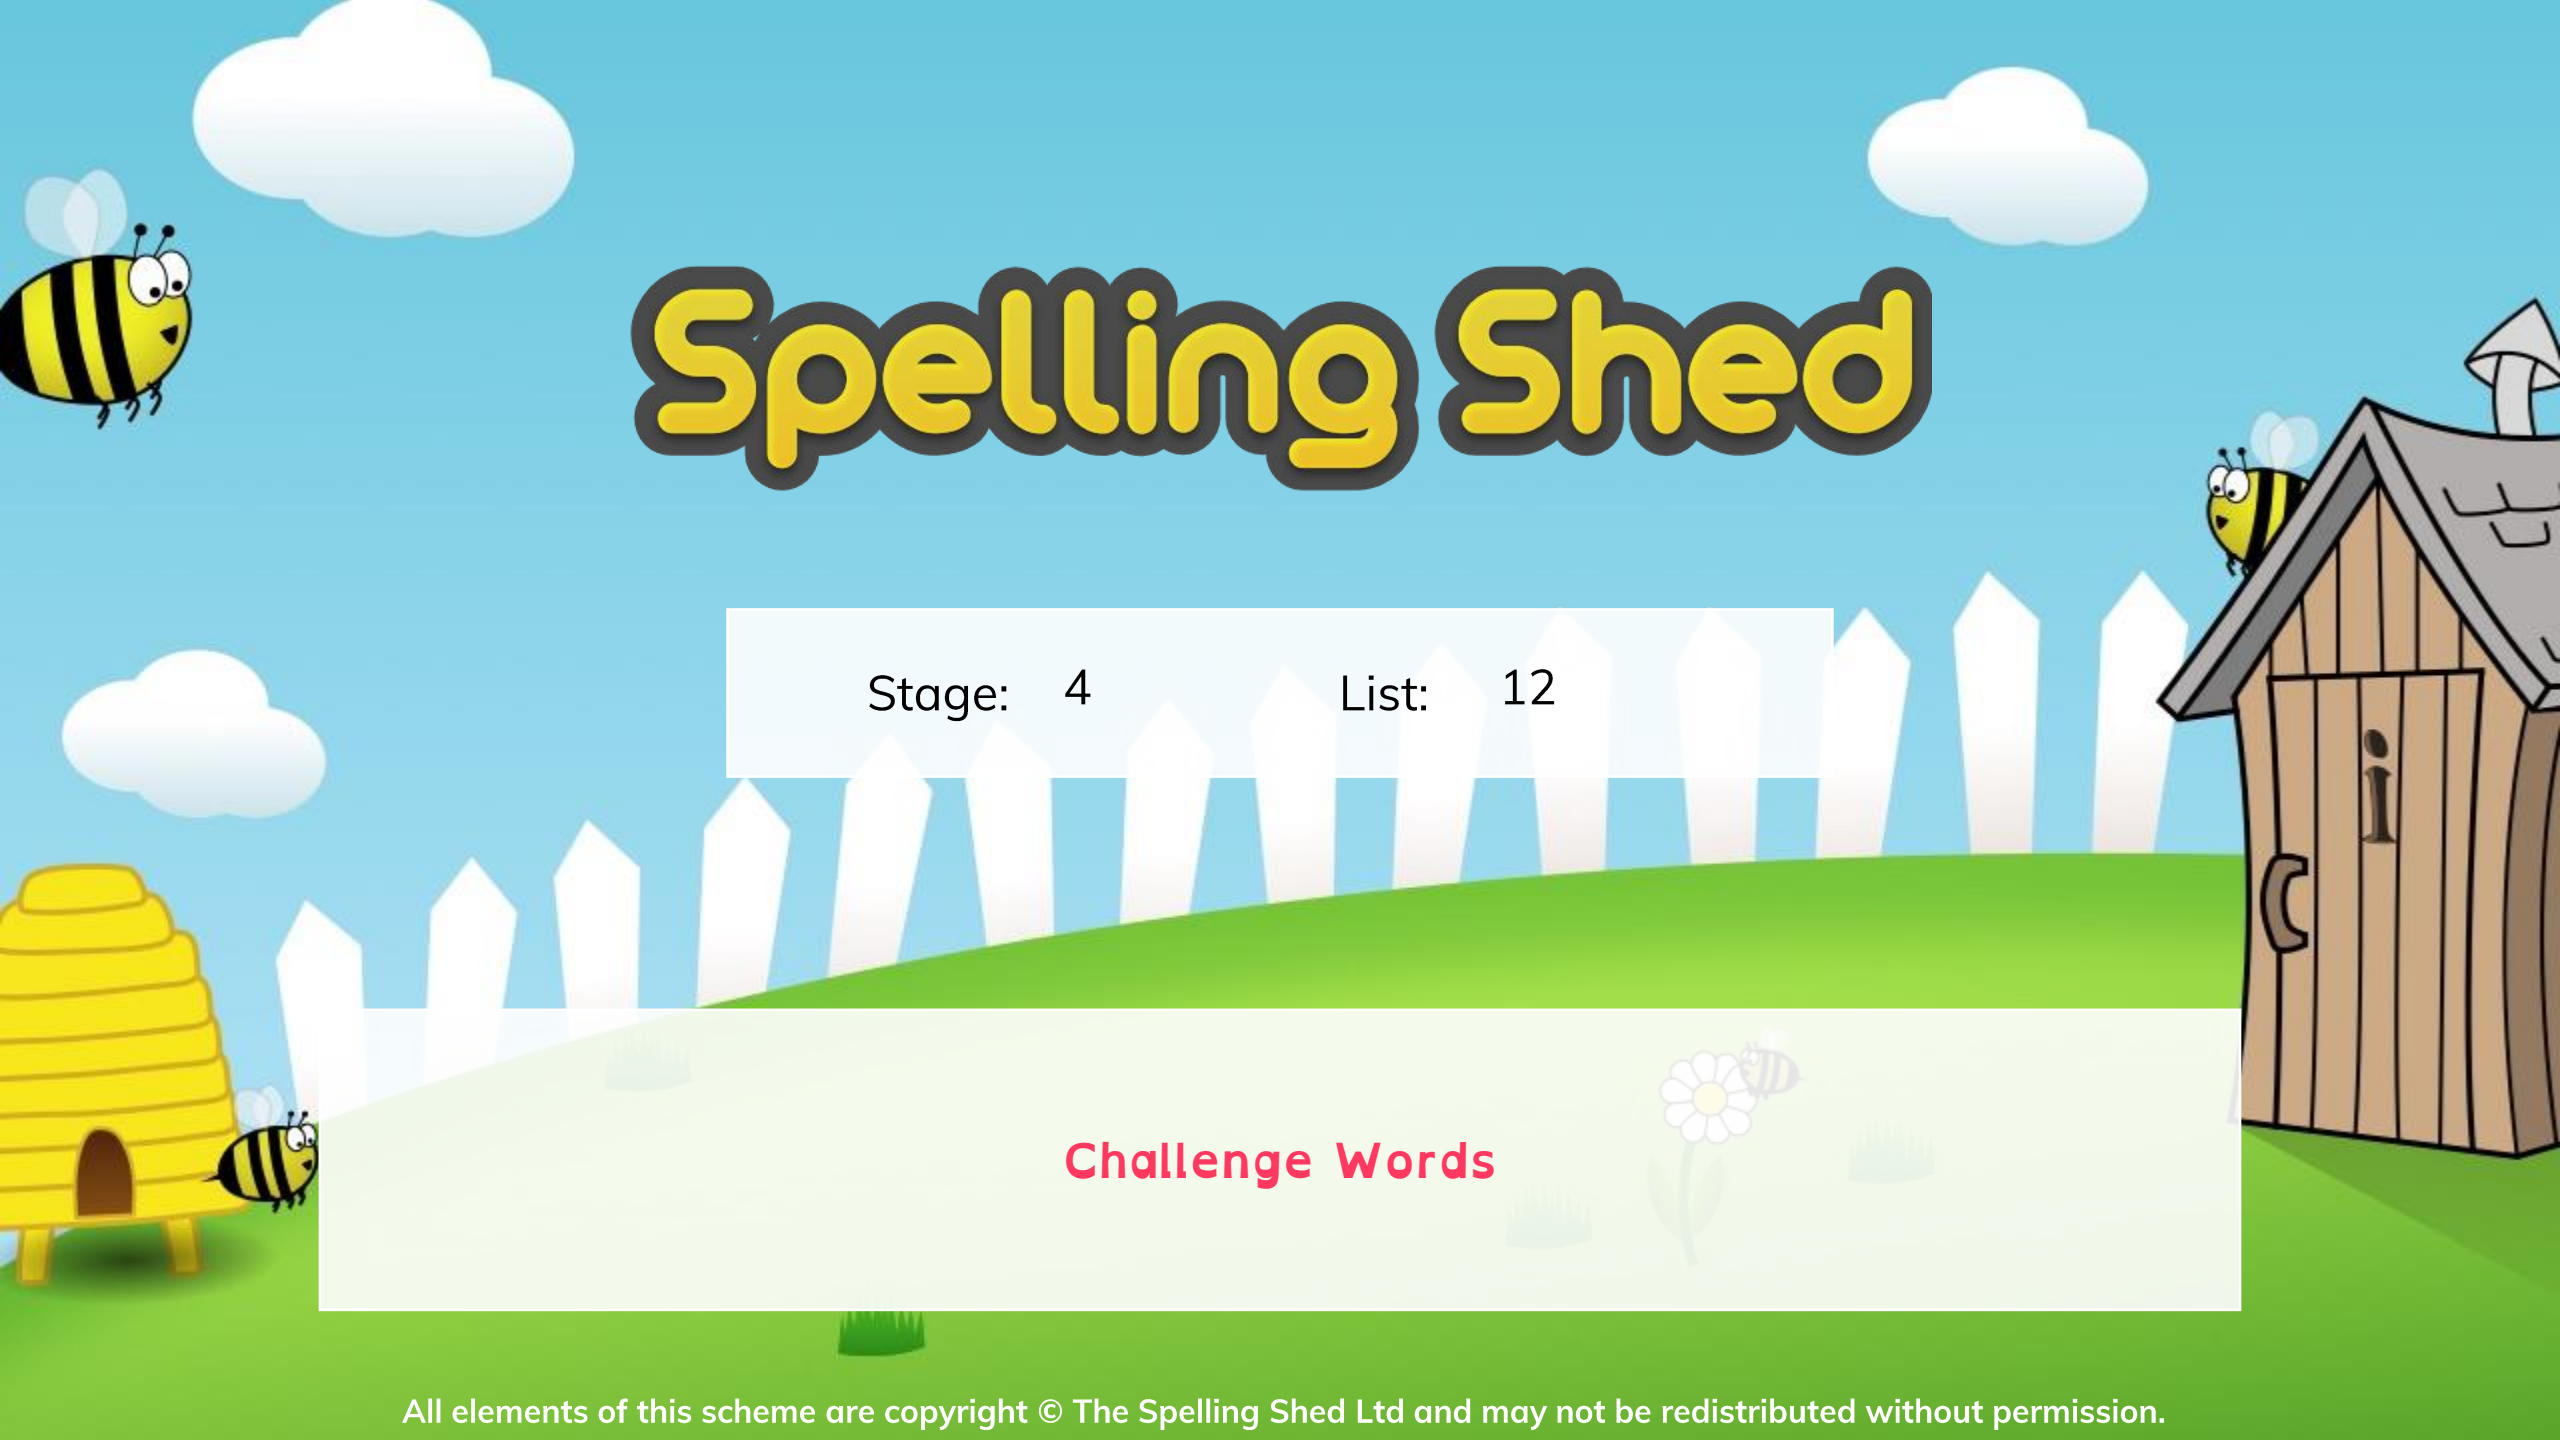 Spelling Shed
Stage: 4 List: 12
i
Challenge Words
All elements of this scheme are copyright © The Spelling Shed Ltd and may not be redistributed without permission.